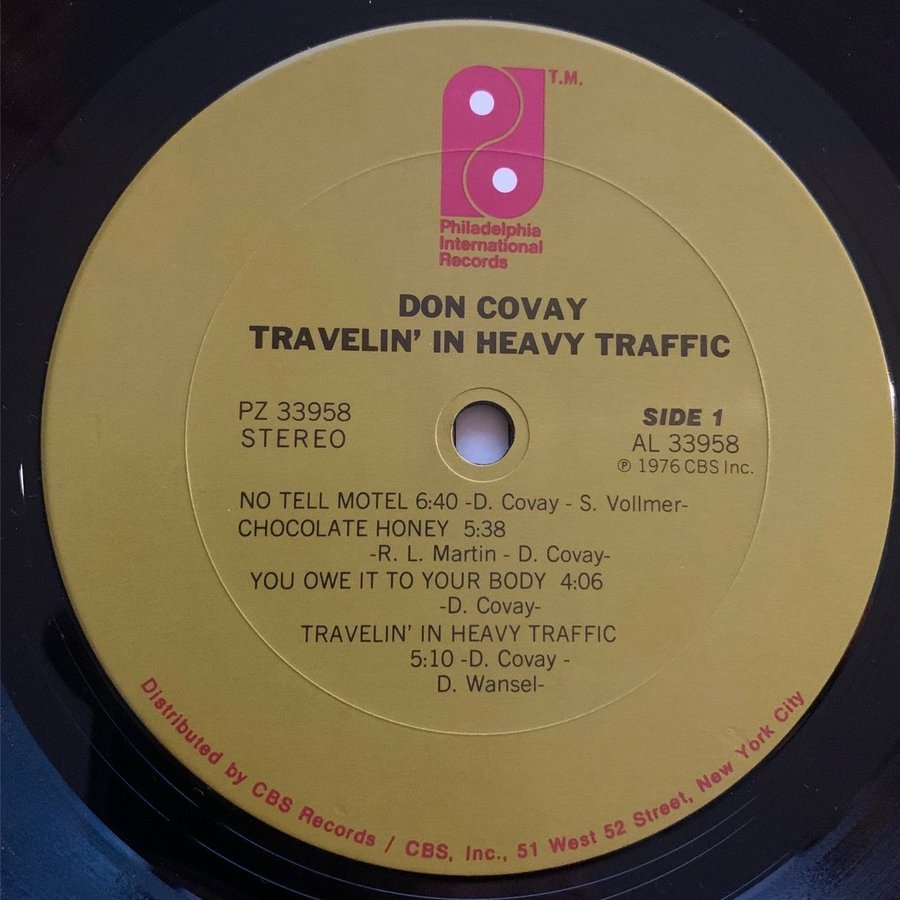 T.M.
Philadelphia
International
Records
DON COVAY
TRAVELIN' IN HEAVY TRAFFIC
PZ 33958
STEREO
SIDE 1
AL 33958
℗ 1976 CBS Inc.
NO TELL MOTEL 6:40 -D. Covay - S. Vollmer-
CHOCOLATE HONEY 5:38
-R. L. Martin - D. Covay-
YOU OWE IT TO YOUR BODY 4:06
-D. Covay-
TRAVELIN' IN HEAVY TRAFFIC
5:10 -D. Covay -
D. Wansel-
Distributed by CBS Records / CBS, Inc., 51 West 52 Street, New York City